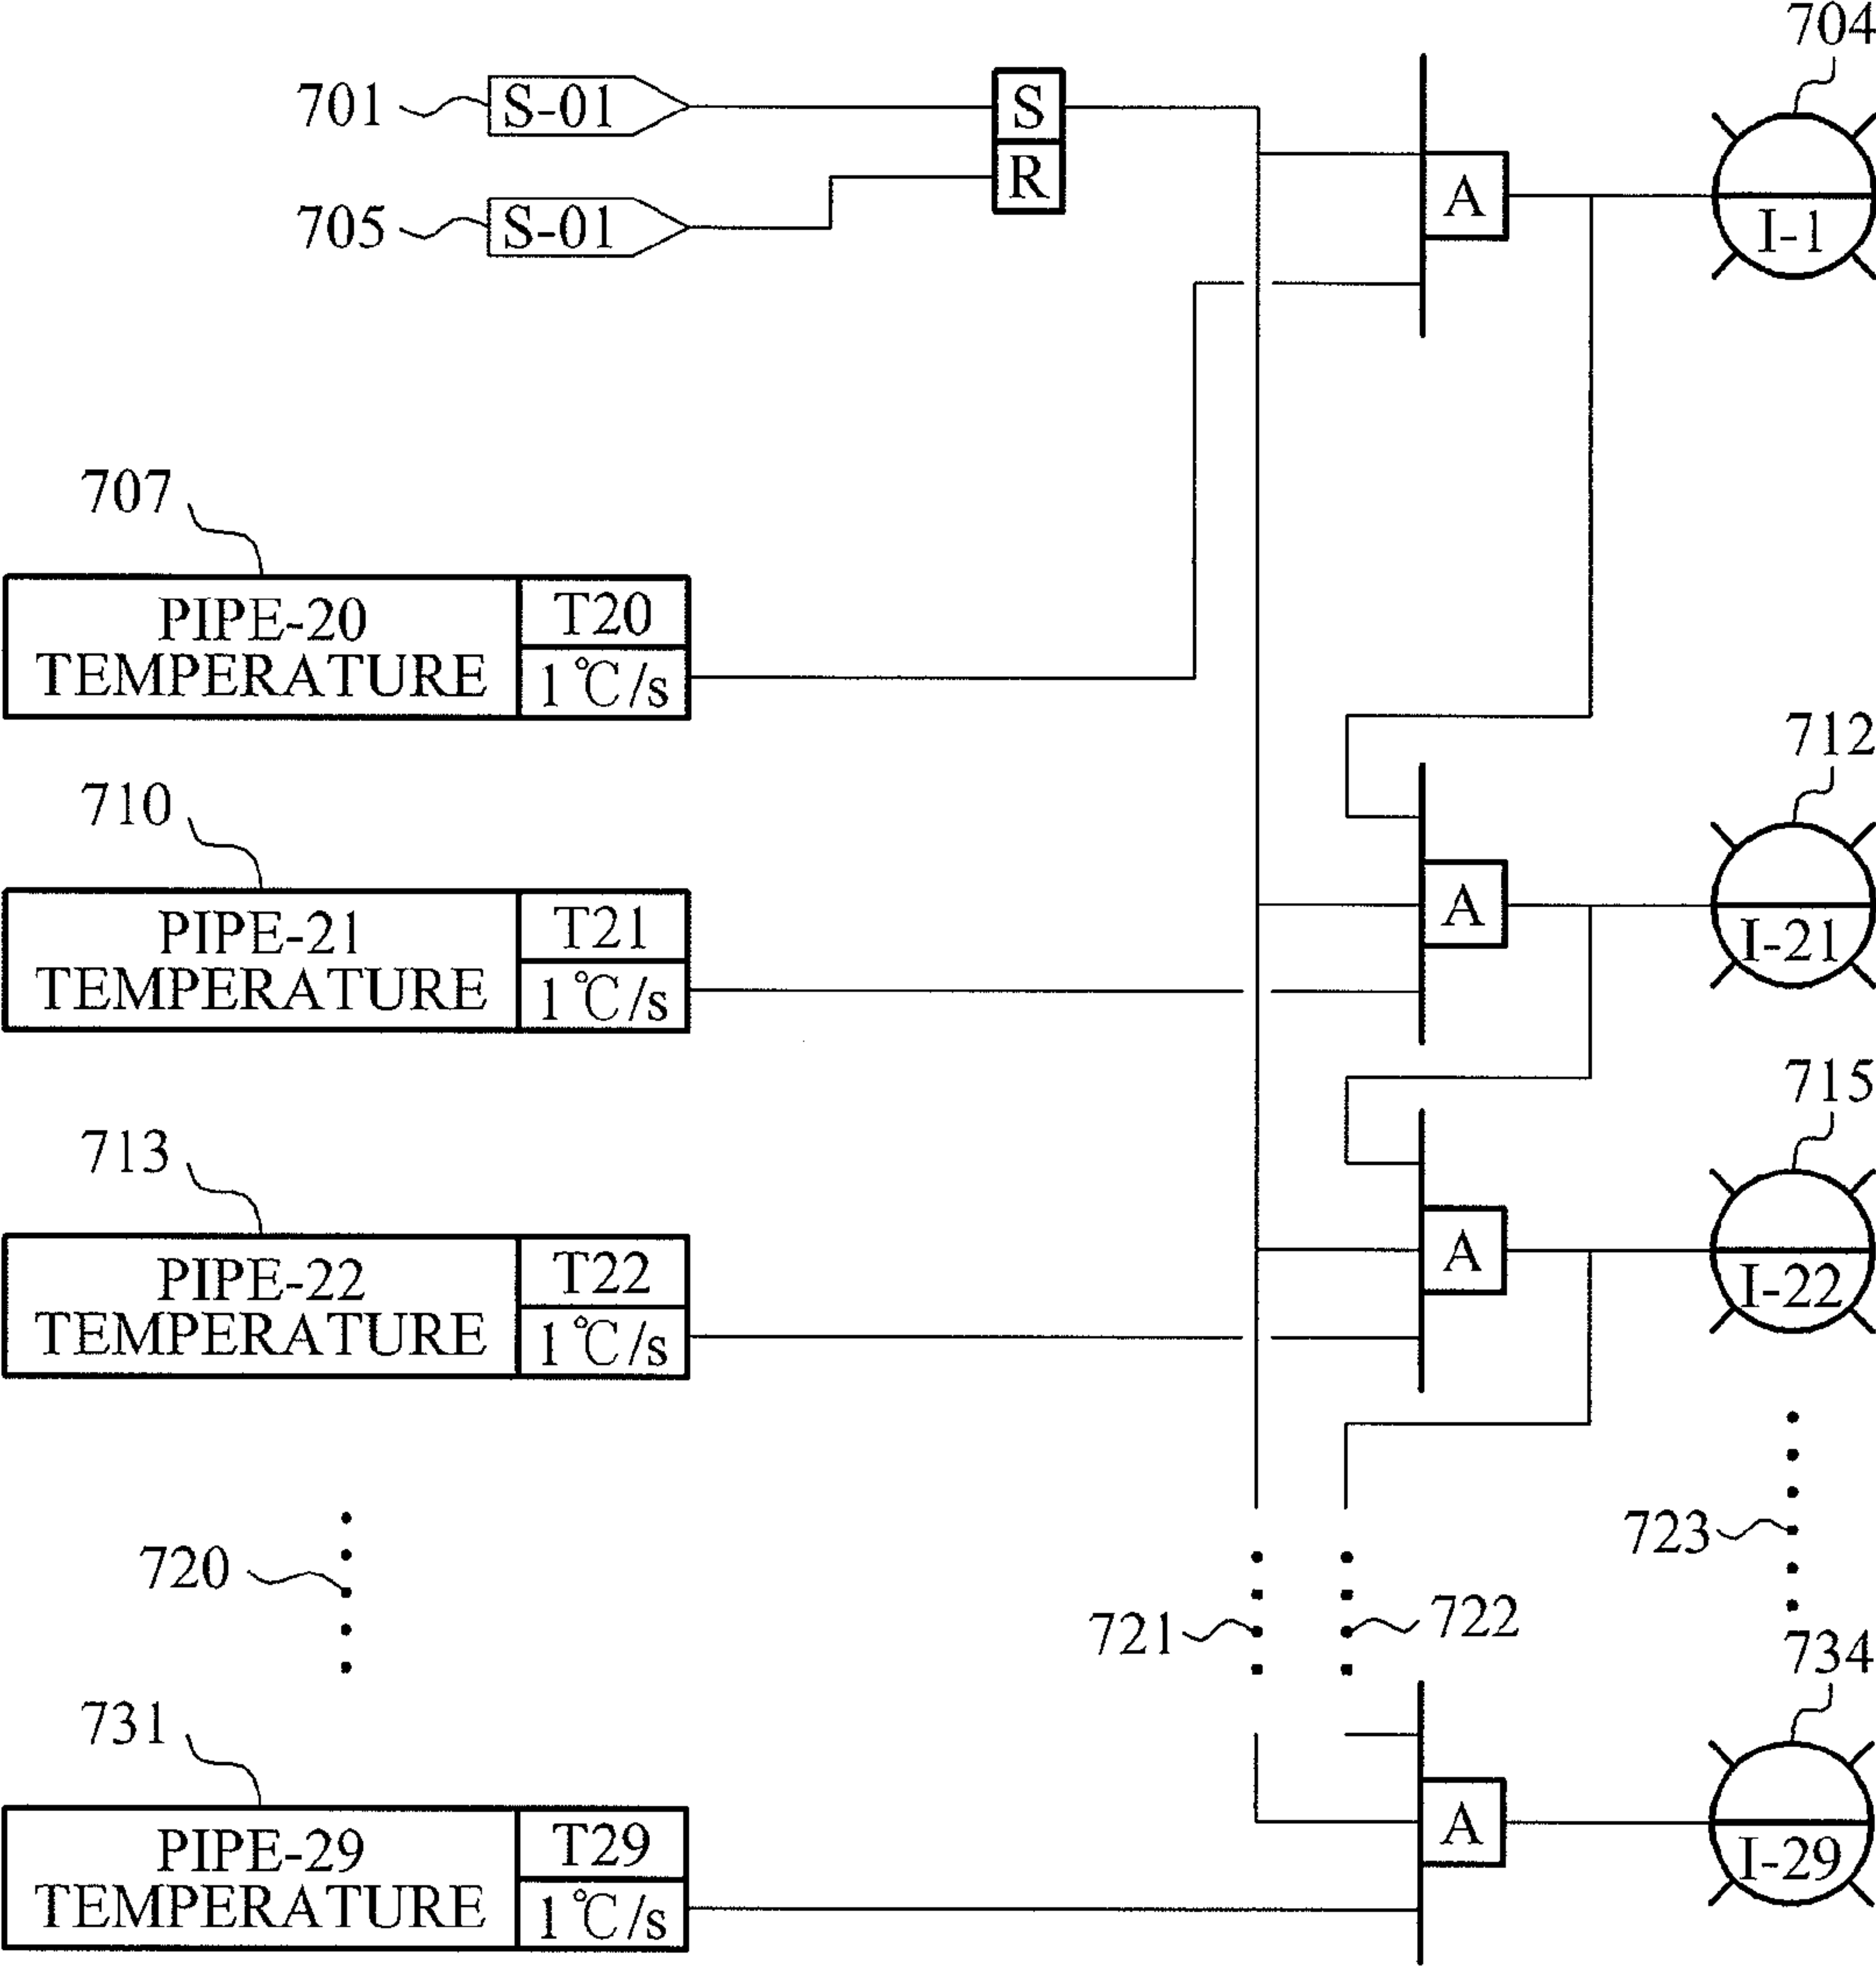 704
701
S-01
S
R
705
S-01
A
I-1
707
PIPE-20
TEMPERATURE
T20
1℃/s
712
710
PIPE-21
TEMPERATURE
T21
1℃/s
A
I-21
715
713
PIPE-22
TEMPERATURE
T22
1℃/s
A
I-22
720
721
722
723
734
731
PIPE-29
TEMPERATURE
T29
1℃/s
A
I-29